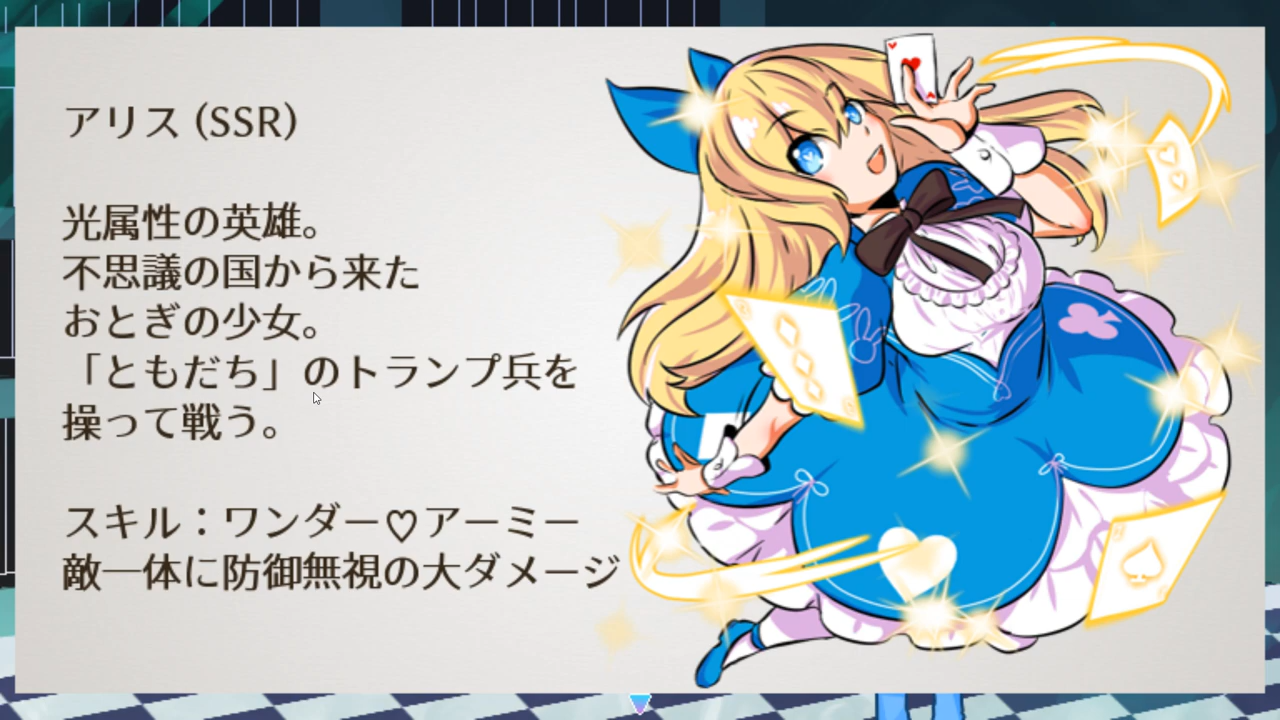 アリス (SSR)
光属性の英雄。
不思議の国から来た
おとぎの少女。
「ともだち」のトランプ兵を
操って戦う。
スキル：ワンダー♡アーミー
敵一体に防御無視の大ダメージ